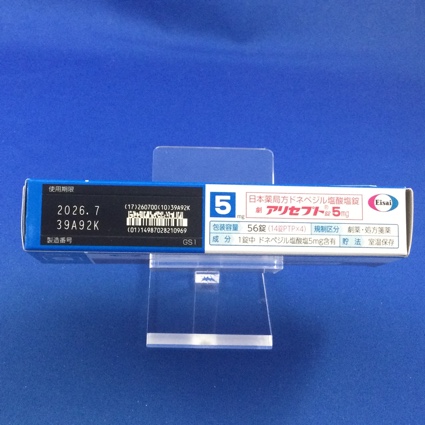 使用期限
2026.7
39A92K
製造番号
(17)260700(10)39A92K
(01)14987028210969
GS1
5mg
日本薬局方 ドネペジル塩酸塩錠
劇 アリセプト®錠5mg
Eisai
包装容量 56錠(14錠PTP×4) 規制区分 劇薬・処方箋薬
成分 1錠中 ドネペジル塩酸塩5mg含有 貯法 室温保存